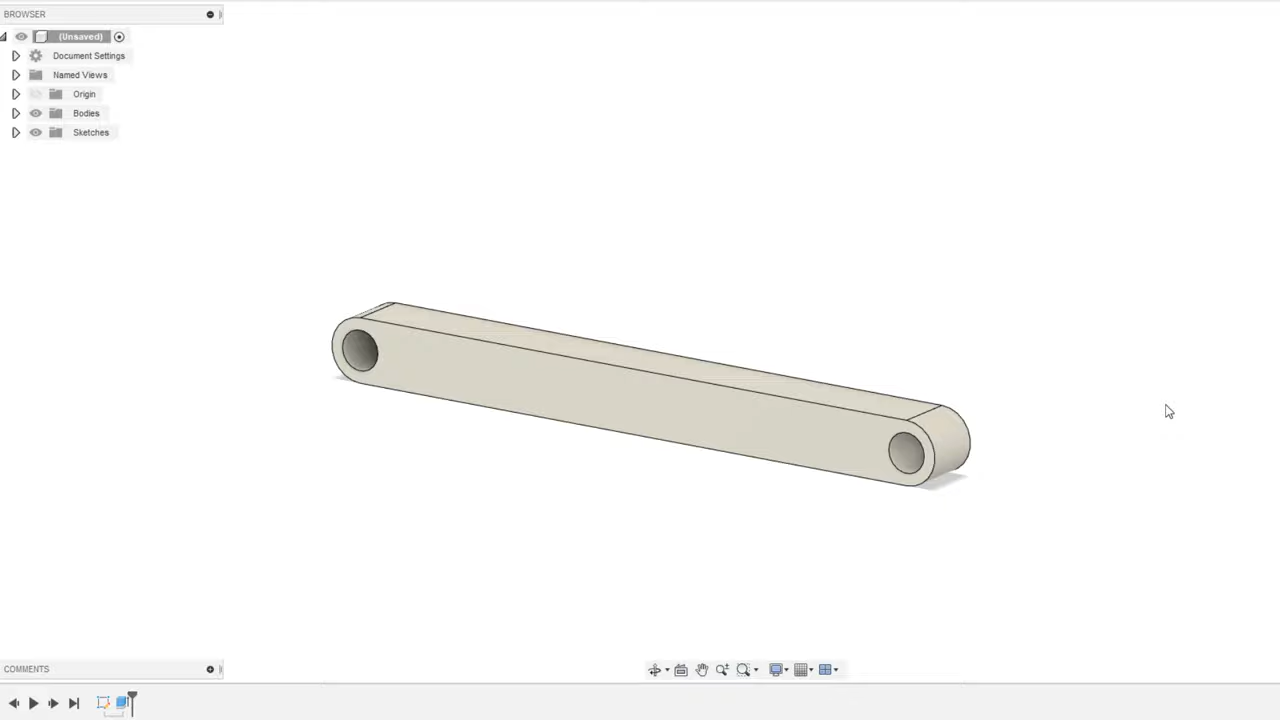 BROWSER
(Unsaved)
Document Settings
Named Views
Origin
Bodies
Sketches
COMMENTS